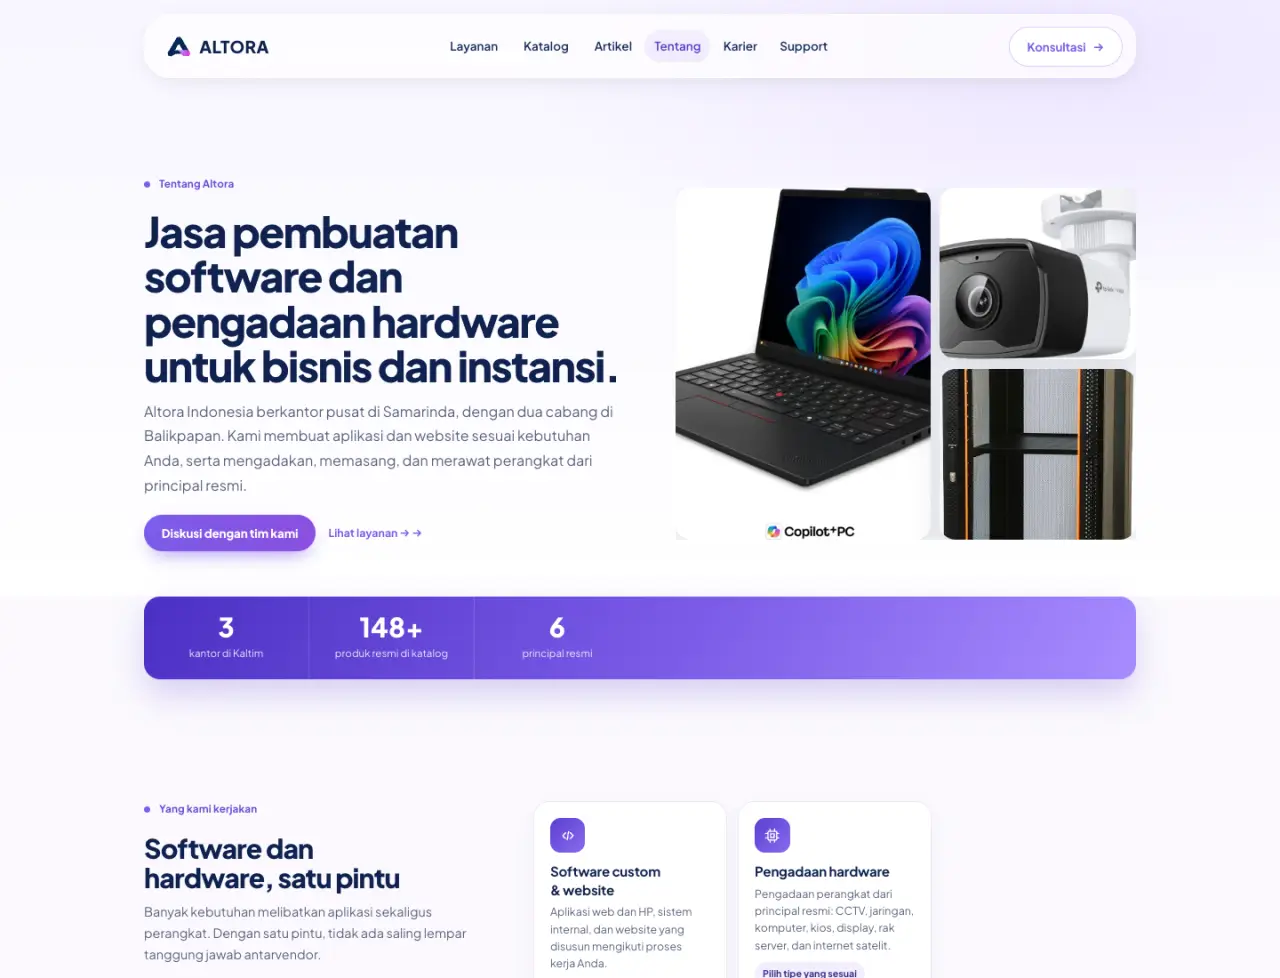 ALTORA
Layanan
Katalog
Artikel
Tentang
Karier
Support
Konsultasi →
Tentang Altora
Jasa pembuatan
software dan
pengadaan hardware
untuk bisnis dan instansi.
Altora Indonesia berkantor pusat di Samarinda, dengan dua cabang di
Balikpapan. Kami membuat aplikasi dan website sesuai kebutuhan
Anda, serta mengadakan, memasang, dan merawat perangkat dari
principal resmi.
Diskusi dengan tim kami
Lihat layanan → →
Copilot+PC
3
kantor di Kaltim
148+
produk resmi di katalog
6
principal resmi
Yang kami kerjakan
Software dan
hardware, satu pintu
Banyak kebutuhan melibatkan aplikasi sekaligus
perangkat. Dengan satu pintu, tidak ada saling lempar
tanggung jawab antarvendor.
Software custom
& website
Aplikasi web dan HP, sistem
internal, dan website yang
disusun mengikuti proses
kerja Anda.
Pengadaan hardware
Pengadaan perangkat dari
principal resmi: CCTV, jaringan,
komputer, kios, display, rak
server, dan internet satelit.
Pilih tipe yang sesuai